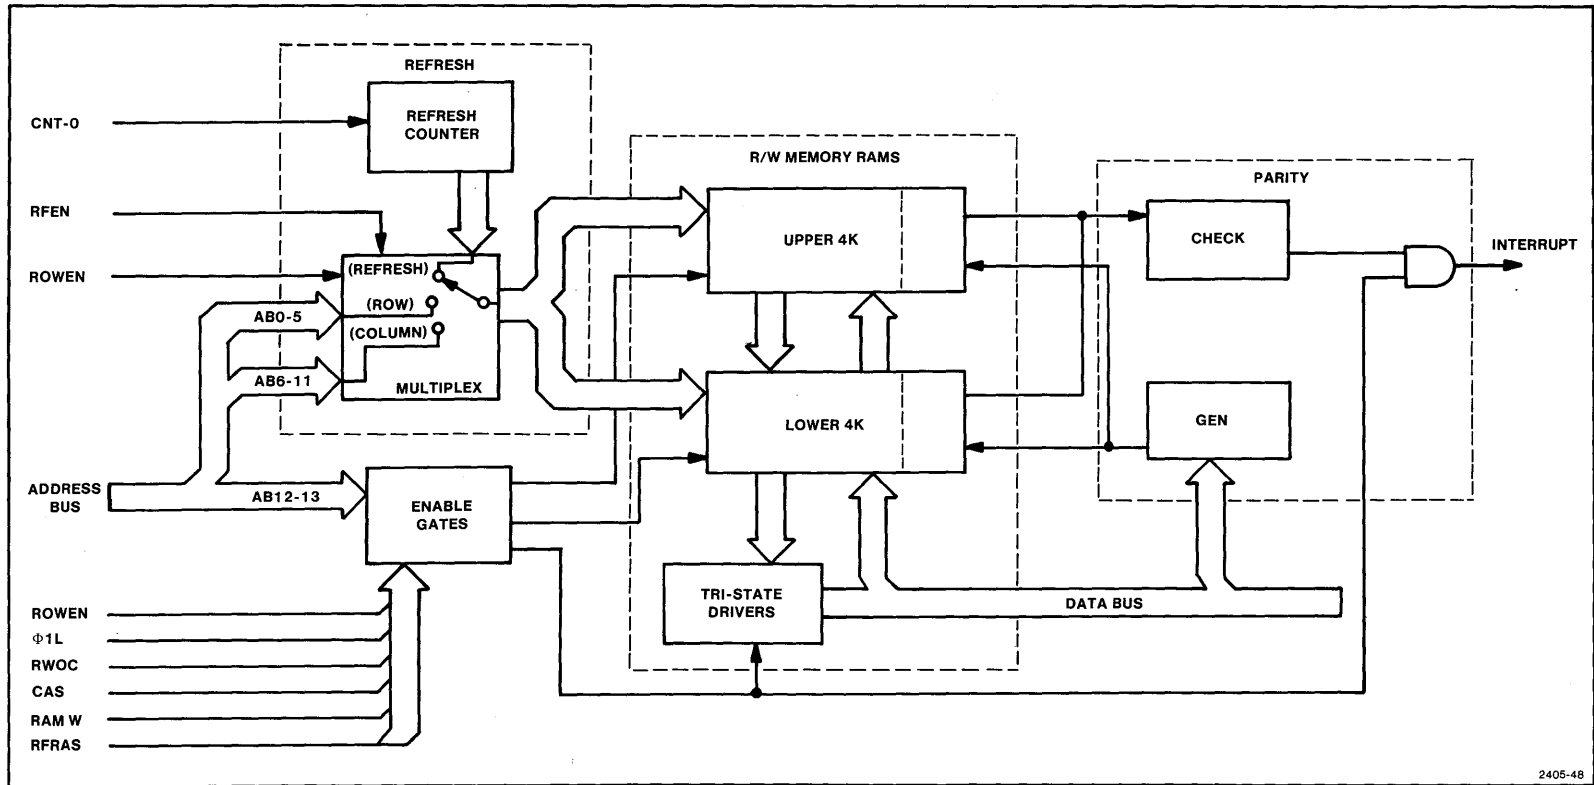 REFRESH
CNT-0
REFRESH
COUNTER
R/W MEMORY RAMS
PARITY
RFEN
UPPER 4K
CHECK
INTERRUPT
ROWEN
(REFRESH)
(ROW)
AB0-5
(COLUMN)
AB6-11
MULTIPLEX
LOWER 4K
GEN
ADDRESS
BUS
AB12-13
ENABLE
GATES
TRI-STATE
DRIVERS
DATA BUS
ROWEN
Φ1L
RWOC
CAS
RAM W
RFRAS
2405-48